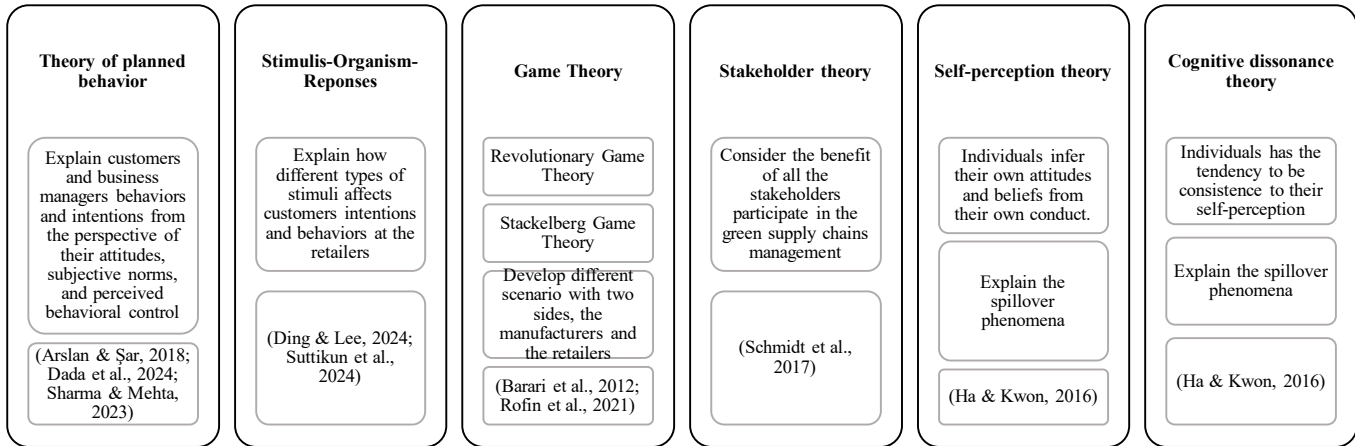 Theory of planned
behavior
Explain customers
and business
managers behaviors
and intentions from
the perspective of
their attitudes,
subjective norms,
and perceived
behavioral control
(Arslan & Şar, 2018;
Dada et al., 2024;
Sharma & Mehta,
2023)
Stimulis-Organism-
Reponses
Explain how
different types of
stimuli affects
customers intentions
and behaviors at the
retailers
(Ding & Lee, 2024;
Suttikun et al.,
2024)
Game Theory
Revolutionary Game
Theory
Stackelberg Game
Theory
Develop different
scenario with two
sides, the
manufacturers and
the retailers
(Barari et al., 2012;
Rofin et al., 2021)
Stakeholder theory
Consider the benefit
of all the
stakeholders
participate in the
green supply chains
management
(Schmidt et al.,
2017)
Self-perception theory
Individuals infer
their own attitudes
and beliefs from
their own conduct.
Explain the
spillover
phenomena
(Ha & Kwon, 2016)
Cognitive dissonance
theory
Individuals has the
tendency to be
consistence to their
self-perception
Explain the spillover
phenomena
(Ha & Kwon, 2016)